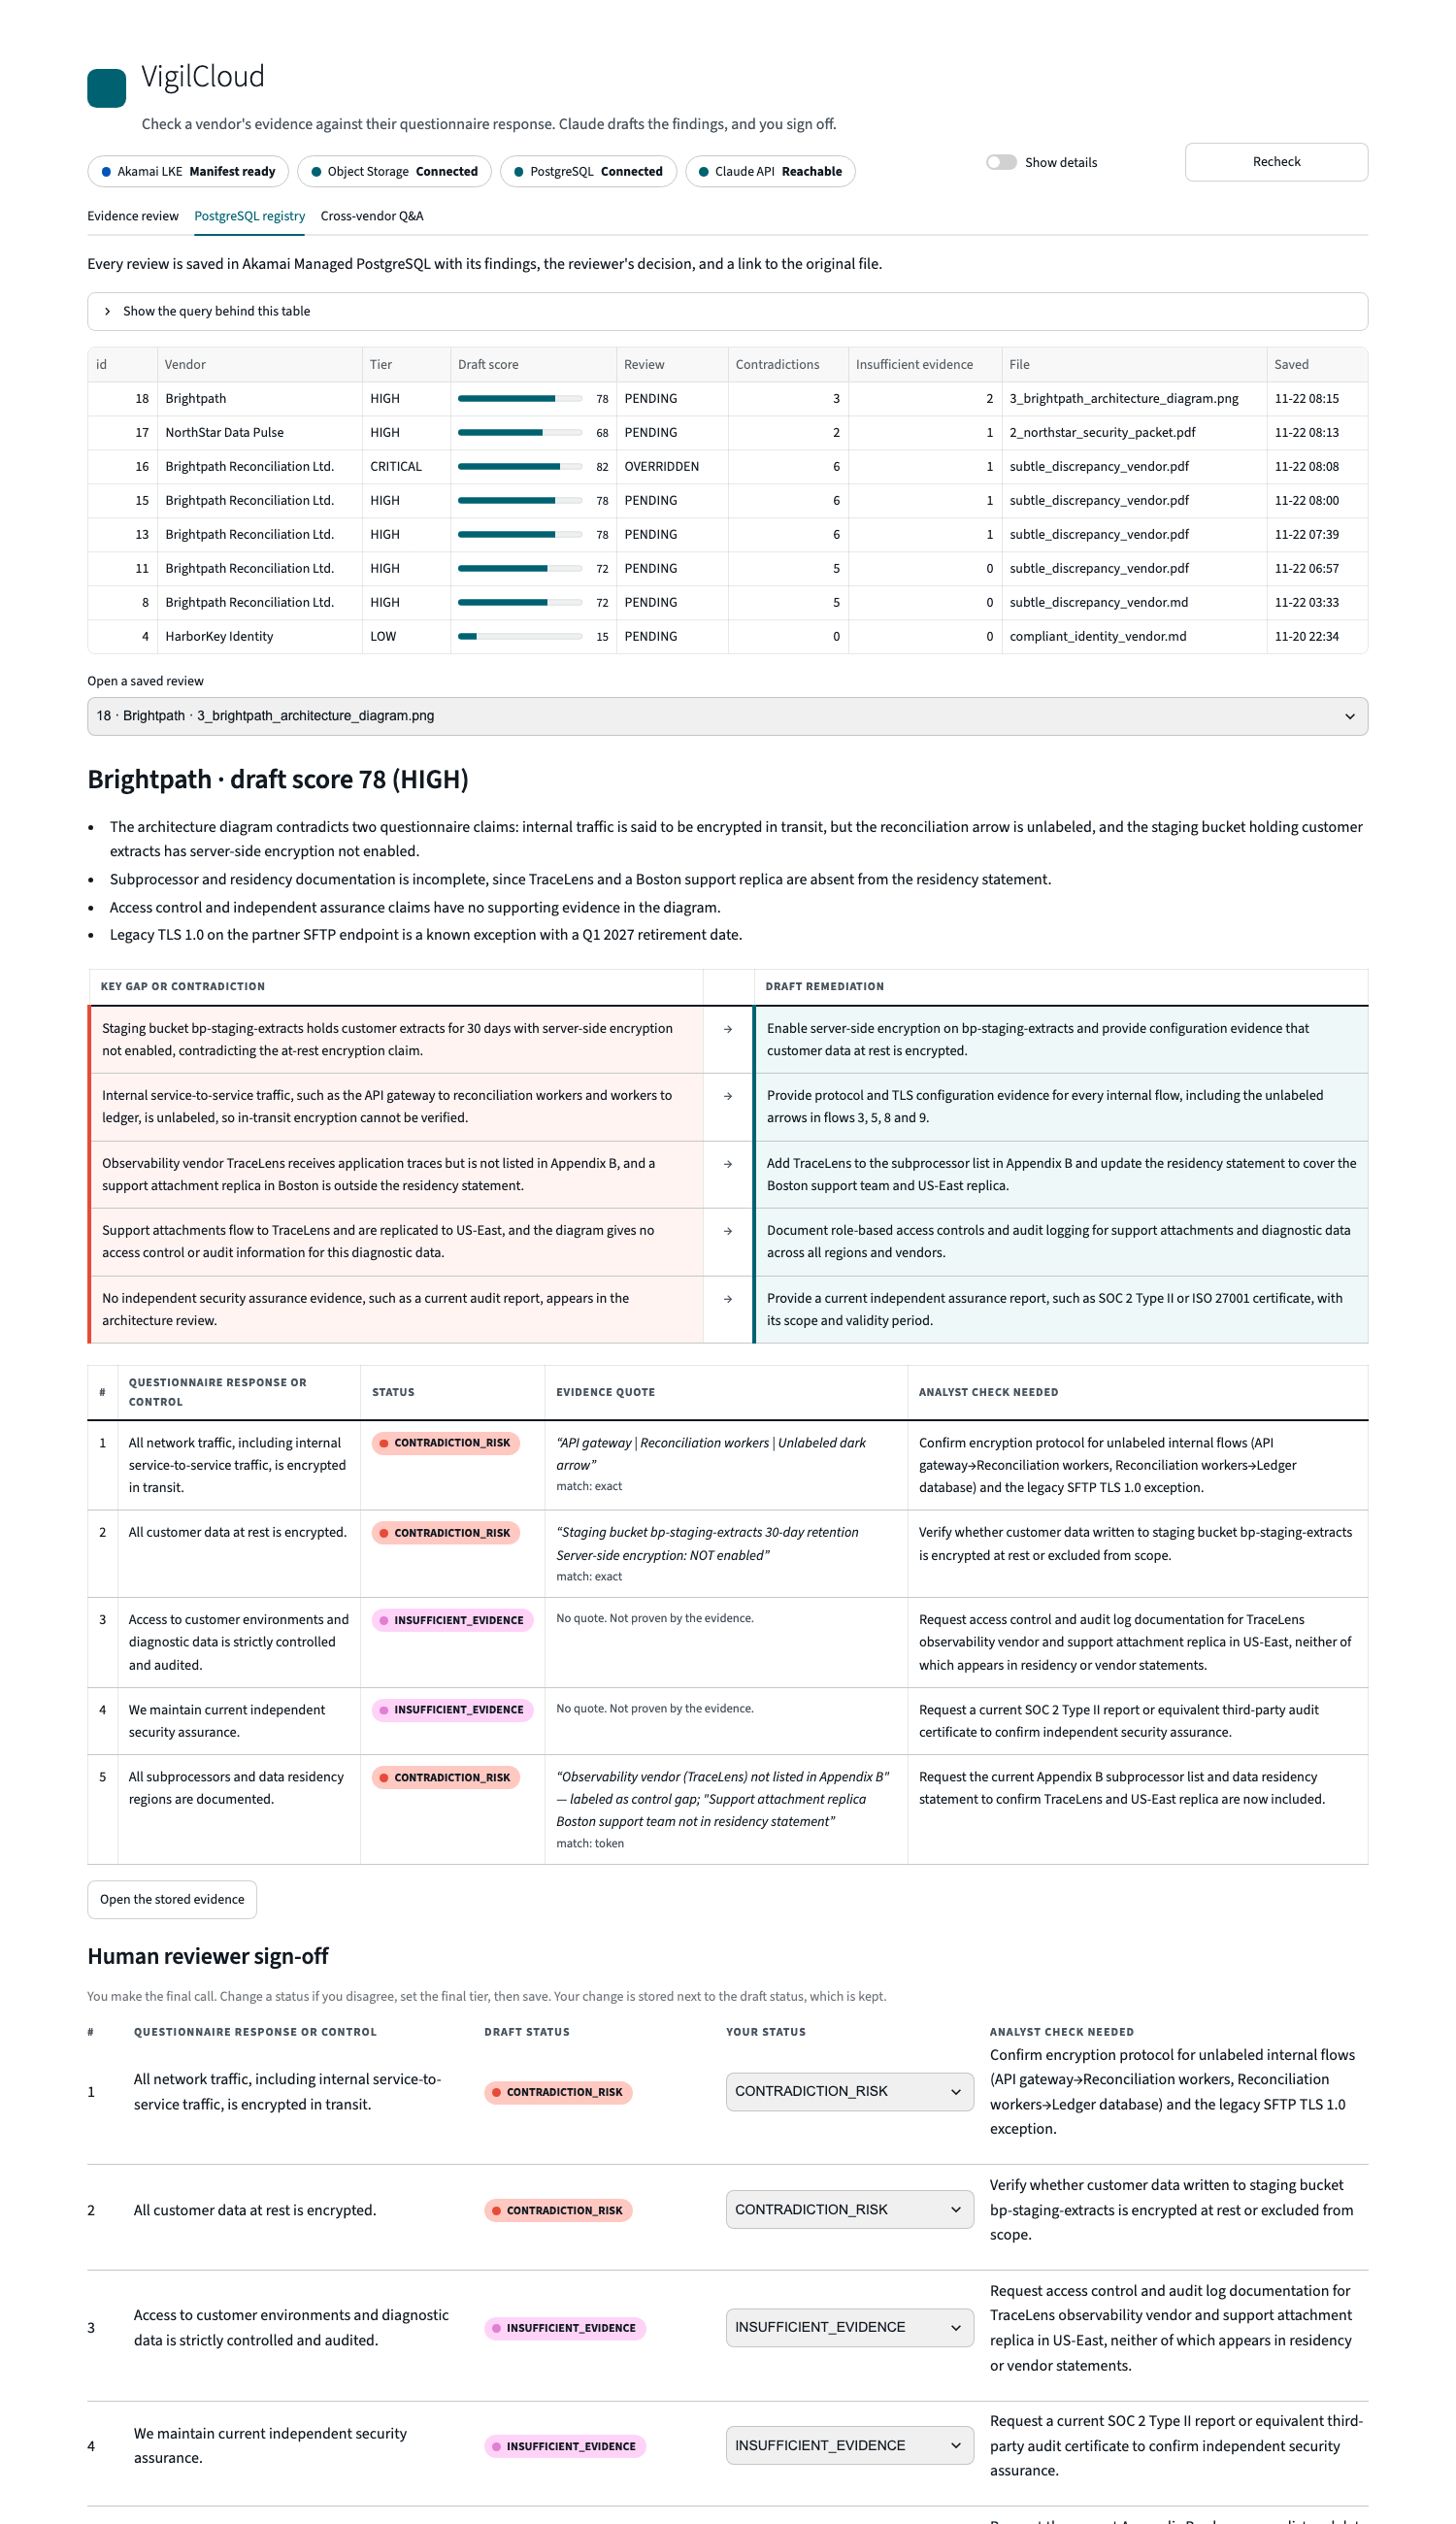 VigilCloud
Check a vendor's evidence against their questionnaire response. Claude drafts the findings, and you sign off.
Akamai LKE Manifest ready
Object Storage Connected
PostgreSQL Connected
Claude API Reachable
Show details
Recheck
Evidence review PostgreSQL registry Cross-vendor Q&A
Every review is saved in Akamai Managed PostgreSQL with its findings, the reviewer's decision, and a link to the original file.
Show the query behind this table
id Vendor Tier Draft score Review Contradictions Insufficient evidence File Saved
18 Brightpath HIGH 78 PENDING 3 2 3_brightpath_architecture_diagram.png 11-22 08:15
17 NorthStar Data Pulse HIGH 68 PENDING 2 1 2_northstar_security_packet.pdf 11-22 08:13
16 Brightpath Reconciliation Ltd. CRITICAL 82 OVERRIDDEN 6 1 subtle_discrepancy_vendor.pdf 11-22 08:08
15 Brightpath Reconciliation Ltd. HIGH 78 PENDING 6 1 subtle_discrepancy_vendor.pdf 11-22 08:00
13 Brightpath Reconciliation Ltd. HIGH 78 PENDING 6 1 subtle_discrepancy_vendor.pdf 11-22 07:39
11 Brightpath Reconciliation Ltd. HIGH 72 PENDING 5 0 subtle_discrepancy_vendor.pdf 11-22 06:57
8 Brightpath Reconciliation Ltd. HIGH 72 PENDING 5 0 subtle_discrepancy_vendor.md 11-22 03:33
4 HarborKey Identity LOW 15 PENDING 0 0 compliant_identity_vendor.md 11-20 22:34
Open a saved review
18 · Brightpath · 3_brightpath_architecture_diagram.png
Brightpath · draft score 78 (HIGH)
• The architecture diagram contradicts two questionnaire claims: internal traffic is said to be encrypted in transit, but the reconciliation arrow is unlabeled, and the staging bucket holding customer
extracts has server-side encryption not enabled.
• Subprocessor and residency documentation is incomplete, since TraceLens and a Boston support replica are absent from the residency statement.
• Access control and independent assurance claims have no supporting evidence in the diagram.
• Legacy TLS 1.0 on the partner SFTP endpoint is a known exception with a Q1 2027 retirement date.
KEY GAP OR CONTRADICTION DRAFT REMEDIATION
Staging bucket bp-staging-extracts holds customer extracts for 30 days with server-side encryption
not enabled, contradicting the at-rest encryption claim.
→
Enable server-side encryption on bp-staging-extracts and provide configuration evidence that
customer data at rest is encrypted.
Internal service-to-service traffic, such as the API gateway to reconciliation workers and workers to
ledger, is unlabeled, so in-transit encryption cannot be verified.
→
Provide protocol and TLS configuration evidence for every internal flow, including the unlabeled
arrows in flows 3, 5, 8 and 9.
Observability vendor TraceLens receives application traces but is not listed in Appendix B, and a
support attachment replica in Boston is outside the residency statement.
→
Add TraceLens to the subprocessor list in Appendix B and update the residency statement to cover the
Boston support team and US-East replica.
Support attachments flow to TraceLens and are replicated to US-East, and the diagram gives no
access control or audit information for this diagnostic data.
→
Document role-based access controls and audit logging for support attachments and diagnostic data
across all regions and vendors.
No independent security assurance evidence, such as a current audit report, appears in the
architecture review.
→
Provide a current independent assurance report, such as SOC 2 Type II or ISO 27001 certificate, with
its scope and validity period.
# QUESTIONNAIRE RESPONSE OR
CONTROL
STATUS EVIDENCE QUOTE ANALYST CHECK NEEDED
1
All network traffic, including internal
service-to-service traffic, is encrypted
in transit.
CONTRADICTION_RISK
“API gateway | Reconciliation workers | Unlabeled dark
arrow”
match: exact
Confirm encryption protocol for unlabeled internal flows (API
gateway→Reconciliation workers, Reconciliation workers→Ledger
database) and the legacy SFTP TLS 1.0 exception.
2
All customer data at rest is encrypted.
CONTRADICTION_RISK
“Staging bucket bp-staging-extracts 30-day retention
Server-side encryption: NOT enabled”
match: exact
Verify whether customer data written to staging bucket bp-staging-extracts
is encrypted at rest or excluded from scope.
3
Access to customer environments and
diagnostic data is strictly controlled
and audited.
INSUFFICIENT_EVIDENCE
No quote. Not proven by the evidence.
Request access control and audit log documentation for TraceLens
observability vendor and support attachment replica in US-East, neither of
which appears in residency or vendor statements.
4
We maintain current independent
security assurance.
INSUFFICIENT_EVIDENCE
No quote. Not proven by the evidence.
Request a current SOC 2 Type II report or equivalent third-party audit
certificate to confirm independent security assurance.
5
All subprocessors and data residency
regions are documented.
CONTRADICTION_RISK
“Observability vendor (TraceLens) not listed in Appendix B"
— labeled as control gap; "Support attachment replica
Boston support team not in residency statement”
match: token
Request the current Appendix B subprocessor list and data residency
statement to confirm TraceLens and US-East replica are now included.
Open the stored evidence
Human reviewer sign-off
You make the final call. Change a status if you disagree, set the final tier, then save. Your change is stored next to the draft status, which is kept.
# QUESTIONNAIRE RESPONSE OR CONTROL DRAFT STATUS YOUR STATUS ANALYST CHECK NEEDED
1
All network traffic, including internal service-to-
service traffic, is encrypted in transit.
CONTRADICTION_RISK
CONTRADICTION_RISK
Confirm encryption protocol for unlabeled internal flows
(API gateway→Reconciliation workers, Reconciliation
workers→Ledger database) and the legacy SFTP TLS 1.0
exception.
2
All customer data at rest is encrypted.
CONTRADICTION_RISK
CONTRADICTION_RISK
Verify whether customer data written to staging bucket
bp-staging-extracts is encrypted at rest or excluded from
scope.
3
Access to customer environments and diagnostic
data is strictly controlled and audited.
INSUFFICIENT_EVIDENCE
INSUFFICIENT_EVIDENCE
Request access control and audit log documentation for
TraceLens observability vendor and support attachment
replica in US-East, neither of which appears in residency
or vendor statements.
4
We maintain current independent security
assurance.
INSUFFICIENT_EVIDENCE
INSUFFICIENT_EVIDENCE
Request a current SOC 2 Type II report or equivalent third-
party audit certificate to confirm independent security
assurance.